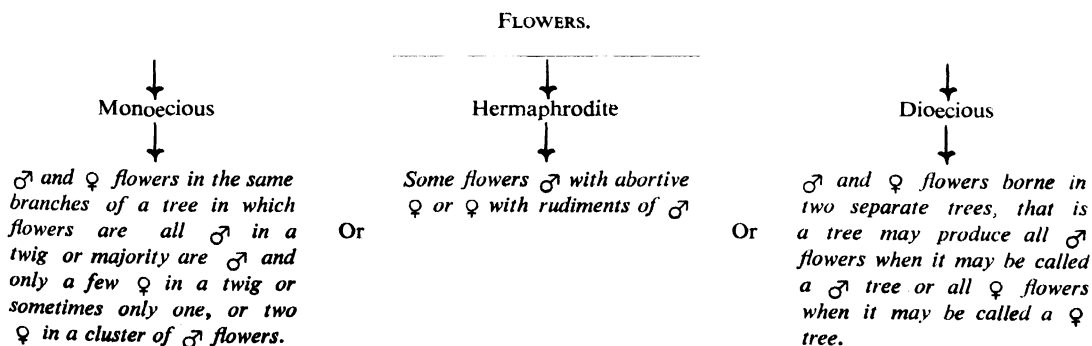 FLOWERS.
Monoecious
Hermaphrodite
Dioecious
♂ and ♀ flowers in the same
branches of a tree in which
flowers are all ♂ in a
twig or majority are ♂ and
only a few ♀ in a twig or
sometimes only one, or two
♀ in a cluster of ♂ flowers.
Or
Some flowers ♂ with abortive
♀ or ♀ with rudiments of ♂
Or
♂ and ♀ flowers borne in
two separate trees, that is
a tree may produce all ♂
flowers when it may be called
a ♂ tree or all ♀ flowers
when it may be called a ♀
tree.